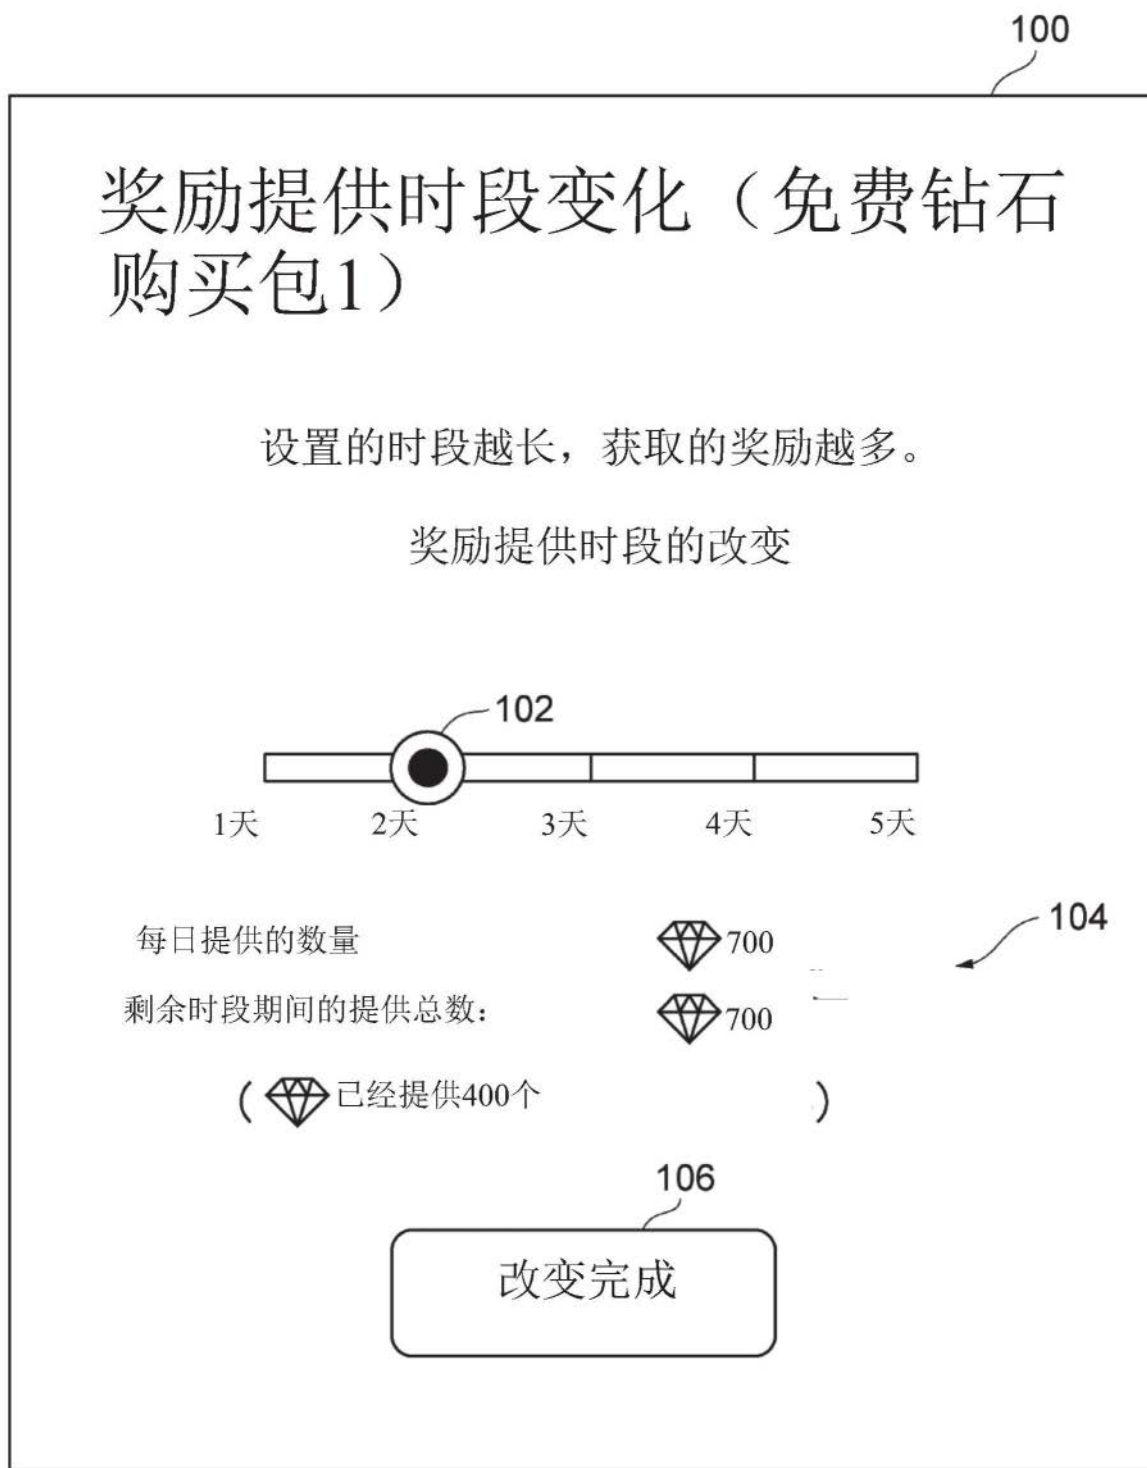 100
奖励提供时段变化（免费钻石
购买包1）
设置的时段越长，获取的奖励越多。
奖励提供时段的改变
102
1天 2天 3天 4天 5天
每日提供的数量 700
104
剩余时段期间的提供总数： 700
（ 已经提供400个 ）
106
改变完成